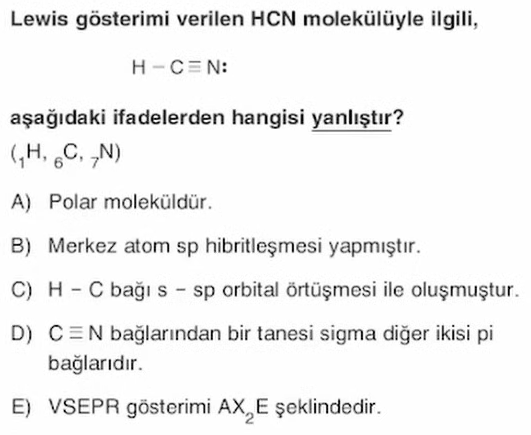 Lewis gösterimi verilen HCN molekülüyle ilgili,
H − C ≡ N:
aşağıdaki ifadelerden hangisi yanlıştır?
(₁H, ₆C, ₇N)
A) Polar moleküldür.
B) Merkez atom sp hibritleşmesi yapmıştır.
C) H − C bağı s − sp orbital örtüşmesi ile oluşmuştur.
D) C ≡ N bağlarından bir tanesi sigma diğer ikisi pi
bağlarıdır.
E) VSEPR gösterimi AX₂E şeklindedir.